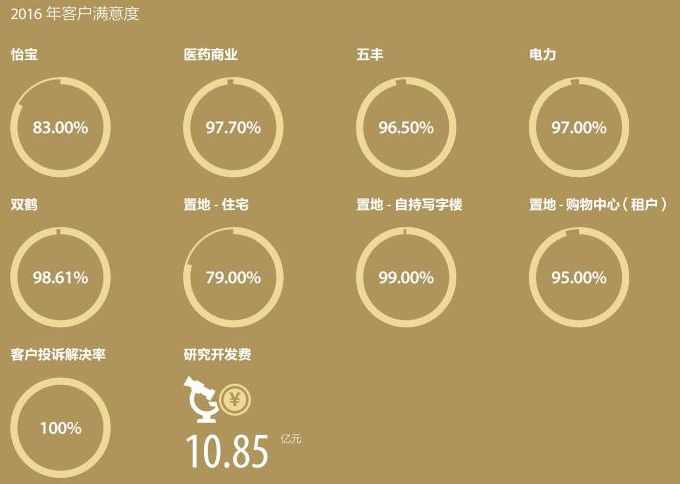 2016 年客户满意度
怡宝
医药商业
五丰
电力
83.00%
97.70%
96.50%
97.00%
双鹤
置地 - 住宅
置地 - 自持写字楼
置地 - 购物中心 ( 租户 )
98.61%
79.00%
99.00%
95.00%
客户投诉解决率
研究开发费
100%
¥
10.85 亿元